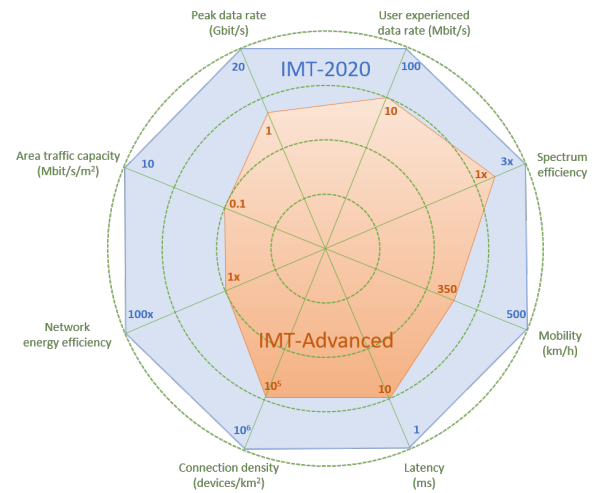 Peak data rate
(Gbit/s)
User experienced
data rate (Mbit/s)
20
IMT-2020
100
1
10
Area traffic capacity
(Mbit/s/m²)
10
3x
Spectrum
efficiency
1x
0.1
1x
350
Network
energy efficiency
100x
500
Mobility
(km/h)
IMT-Advanced
10⁵
10
10⁶
1
Connection density
(devices/km²)
Latency
(ms)